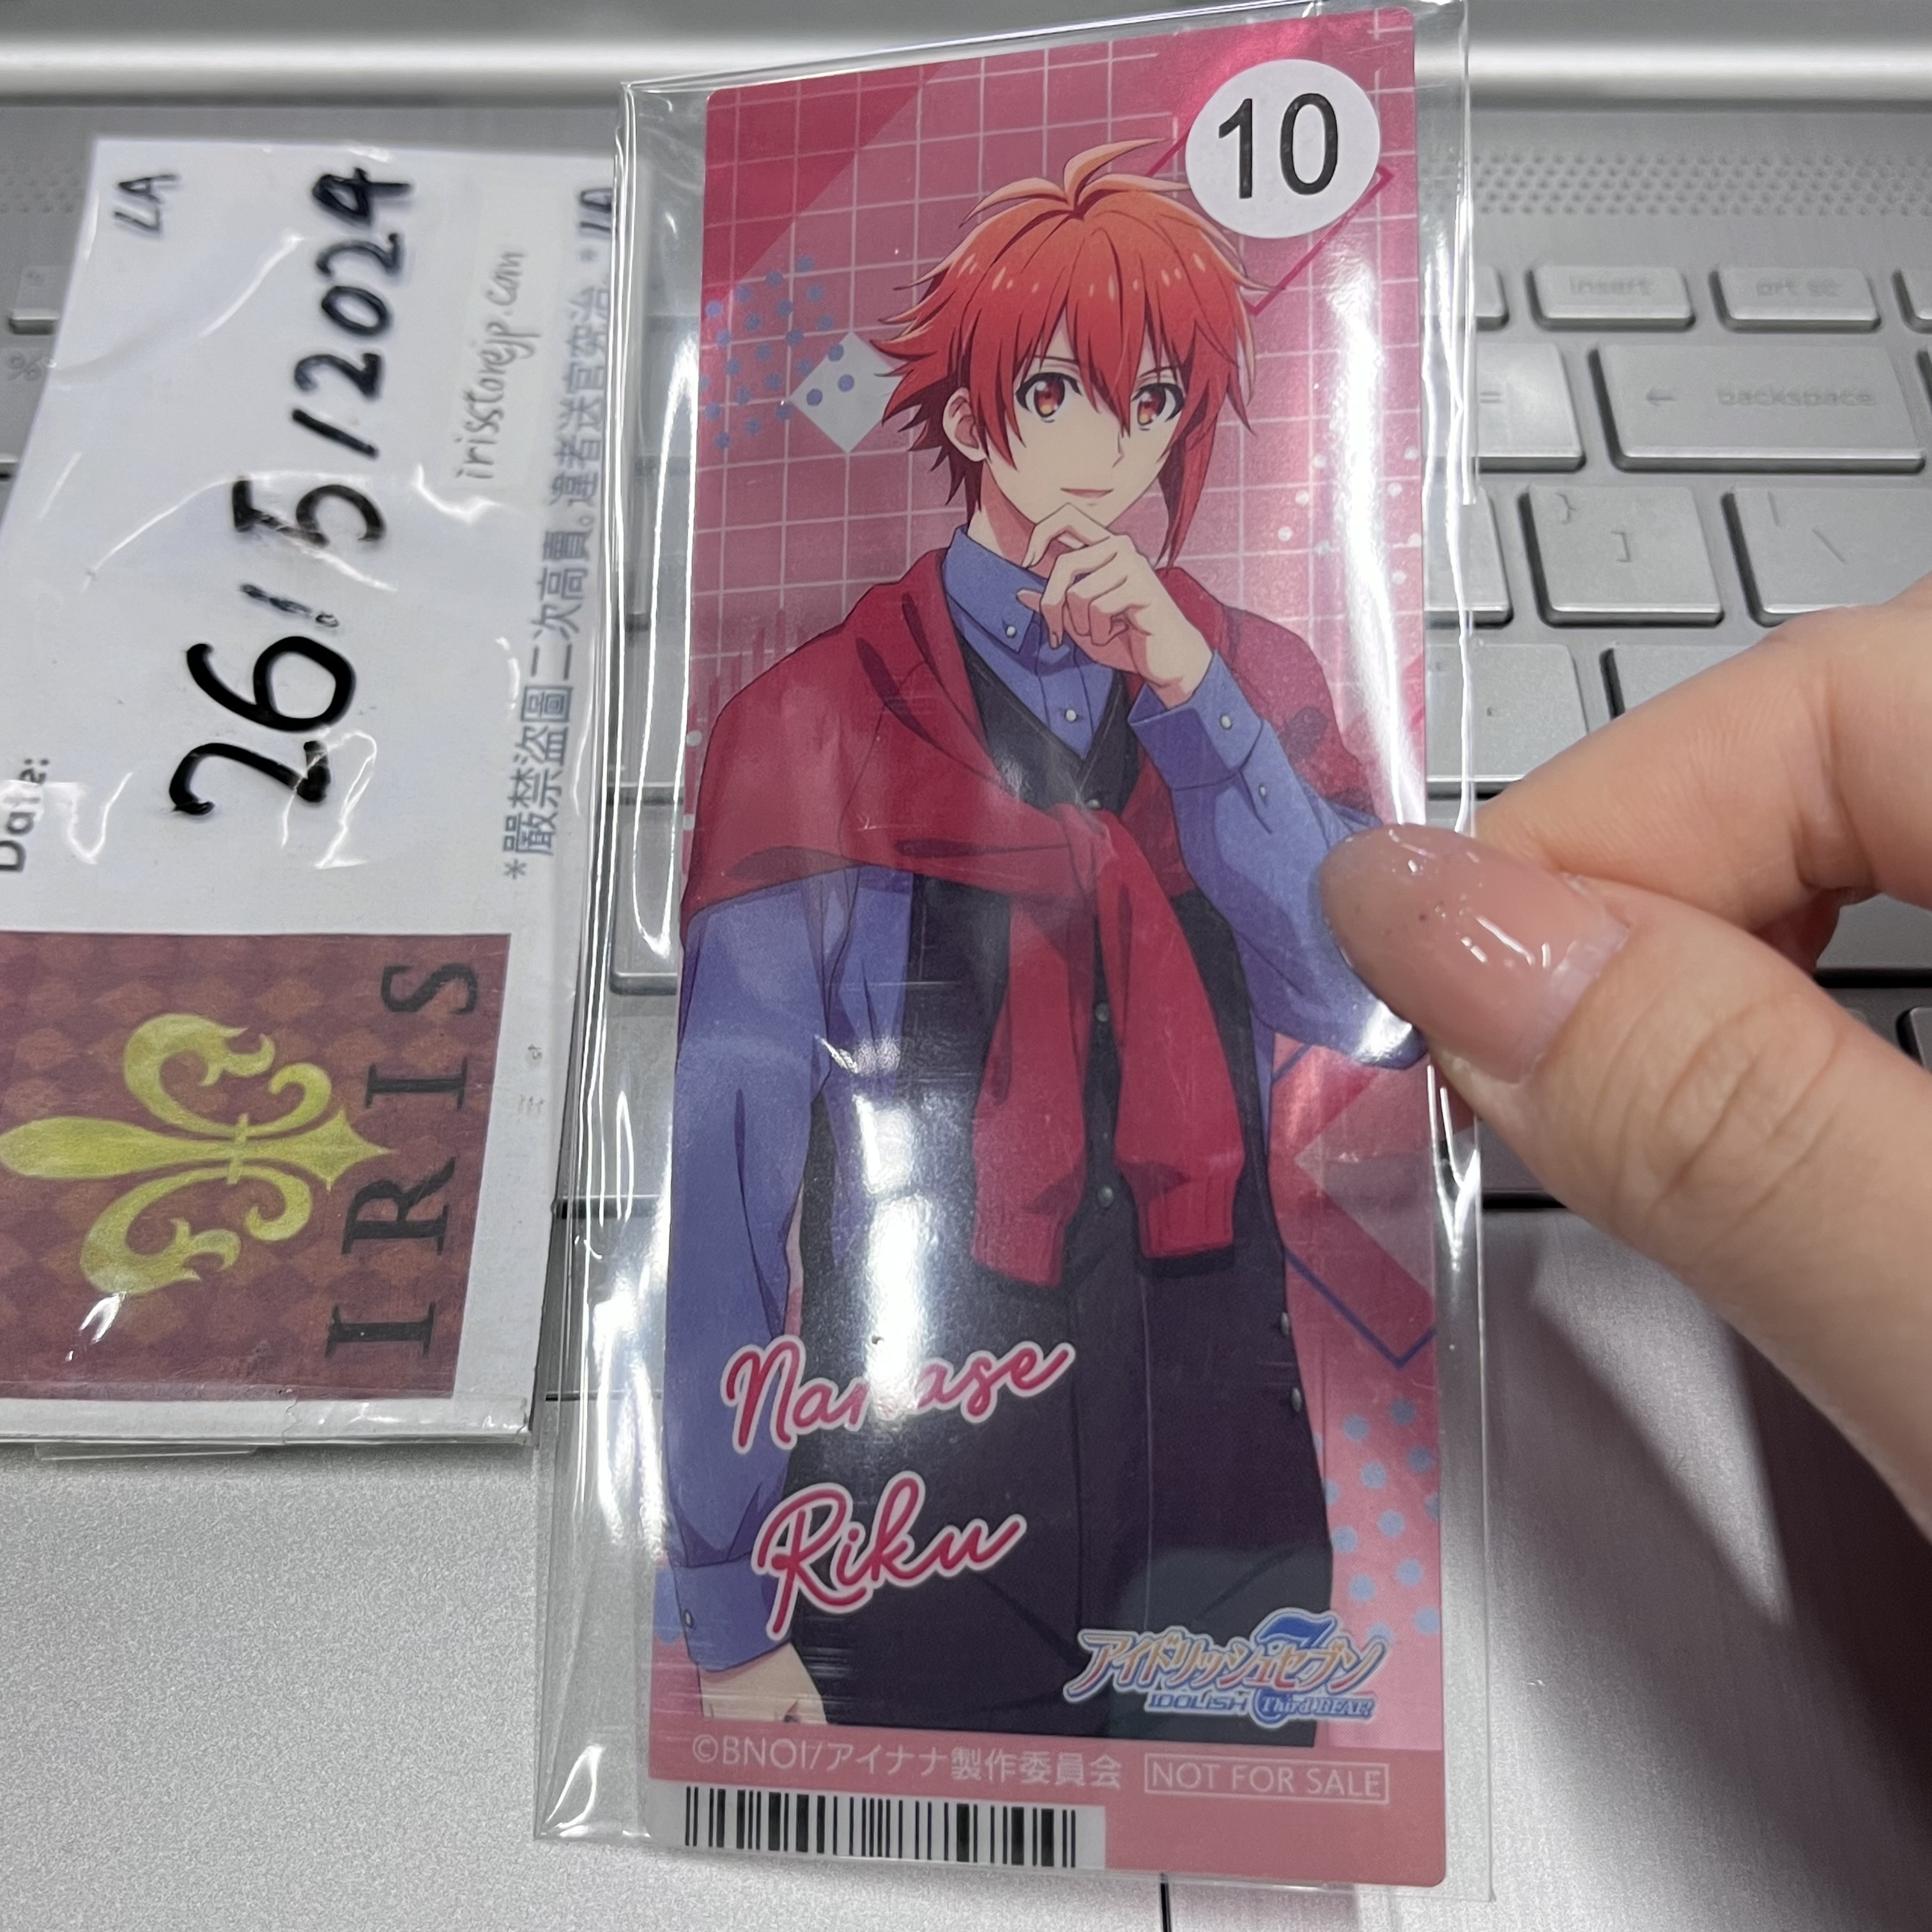 LA
26/5/2024
irisstorejp.com
*嚴禁盜圖二次高賣。違者送官究治。*
Date:
IRIS
10
Nanase
Riku
アイドリッシュセブン
IDOLiSH7 Third BEAT!
©BNOI/アイナナ製作委員会
NOT FOR SALE
insert
prt sc
backspace
%
=
}
]
|
\